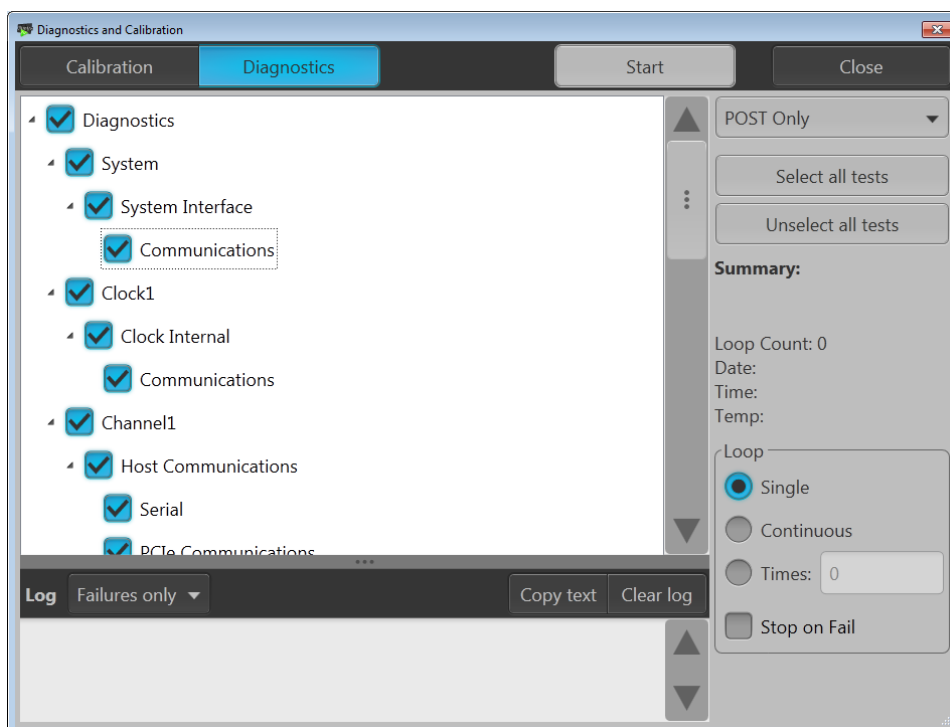 Diagnostics and Calibration
Calibration
Diagnostics
Start
Close
Diagnostics
System
System Interface
Communications
Clock1
Clock Internal
Communications
Channel1
Host Communications
Serial
PCIe Communications
POST Only
Select all tests
Unselect all tests
Summary:
Loop Count: 0
Date:
Time:
Temp:
Loop
Single
Continuous
Times: 0
Stop on Fail
Log Failures only Copy text Clear log